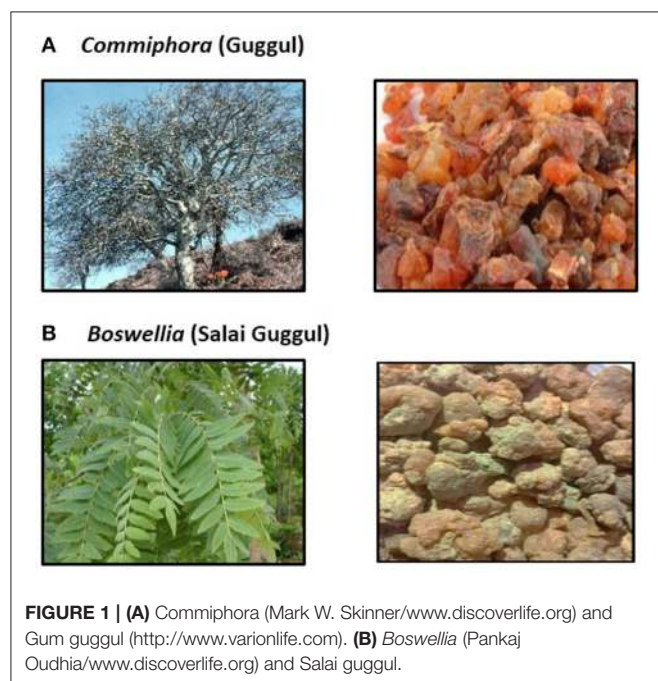 A Commiphora (Guggul)
B Boswellia (Salai Guggul)
FIGURE 1 | (A) Commiphora (Mark W. Skinner/www.discoverlife.org) and
Gum guggul (http://www.varionlife.com). (B) Boswellia (Pankaj
Oudhia/www.discoverlife.org) and Salai guggul.